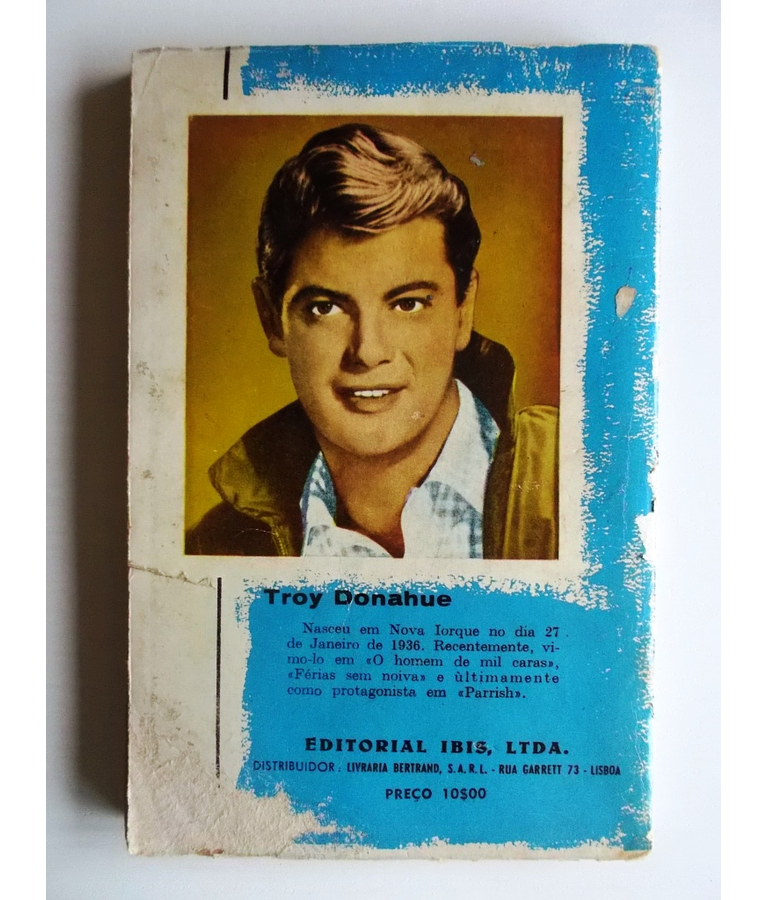 Troy Donahue
Nasceu em Nova Iorque no dia 27
de Janeiro de 1936. Recentemente, vi-
mo-lo em «O homem de mil caras»,
«Férias sem noiva» e ùltimamente
como protagonista em «Parrish».
EDITORIAL IBIS, LTDA.
DISTRIBUIDOR: LIVRARIA BERTRAND, S.A.R.L. - RUA GARRETT 73 - LISBOA
PREÇO 10$00